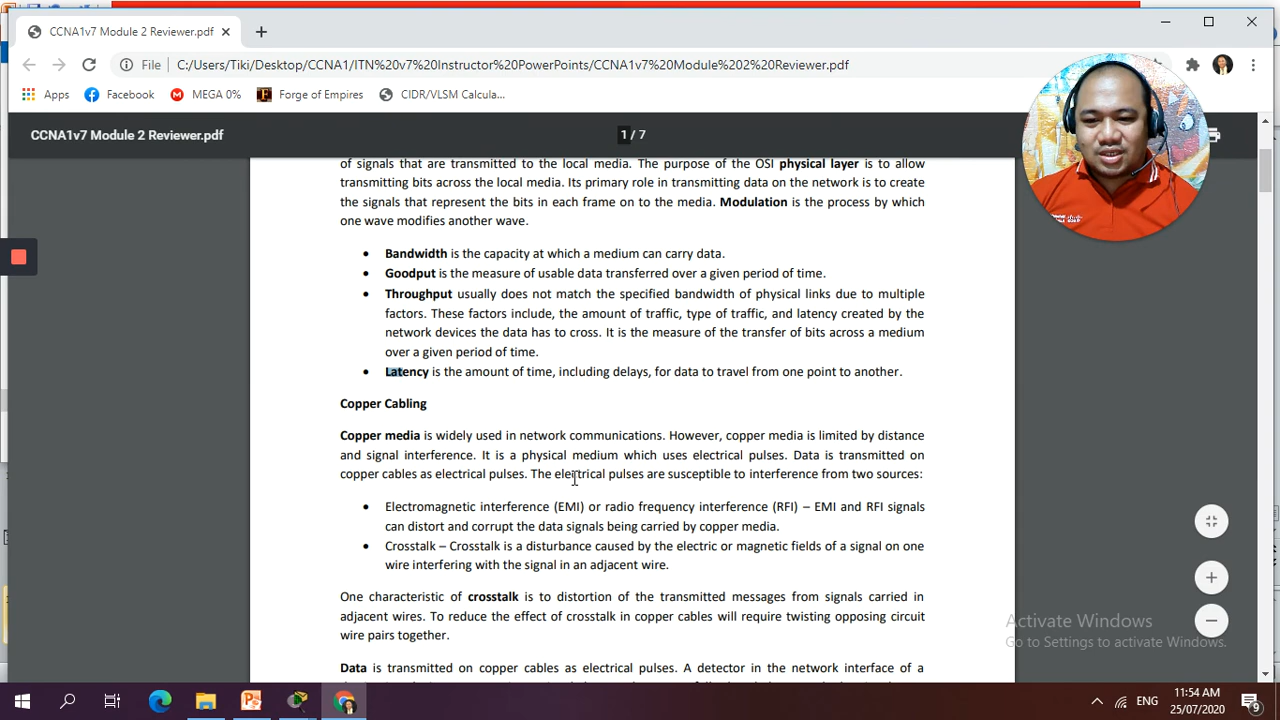 CCNA1v7 Module 2 Reviewer.pdf
File C:/Users/Tiki/Desktop/CCNA1/ITN%20V7%20Instructor%20PowerPoints/CCNA1v7%20Module%202%20Reviewer.pdf
Apps Facebook MEGA 0% Forge of Empires CIDR/VLSM Calcula...
CCNA1v7 Module 2 Reviewer.pdf 1 / 7
of signals that are transmitted to the local media. The purpose of the OSI physical layer is to allow
transmitting bits across the local media. Its primary role in transmitting data on the network is to create
the signals that represent the bits in each frame on to the media. Modulation is the process by which
one wave modifies another wave.
• Bandwidth is the capacity at which a medium can carry data.
• Goodput is the measure of usable data transferred over a given period of time.
• Throughput usually does not match the specified bandwidth of physical links due to multiple
factors. These factors include, the amount of traffic, type of traffic, and latency created by the
network devices the data has to cross. It is the measure of the transfer of bits across a medium
over a given period of time.
• Latency is the amount of time, including delays, for data to travel from one point to another.
Copper Cabling
Copper media is widely used in network communications. However, copper media is limited by distance
and signal interference. It is a physical medium which uses electrical pulses. Data is transmitted on
copper cables as electrical pulses. The electrical pulses are susceptible to interference from two sources:
• Electromagnetic interference (EMI) or radio frequency interference (RFI) – EMI and RFI signals
can distort and corrupt the data signals being carried by copper media.
• Crosstalk – Crosstalk is a disturbance caused by the electric or magnetic fields of a signal on one
wire interfering with the signal in an adjacent wire.
One characteristic of crosstalk is to distortion of the transmitted messages from signals carried in
adjacent wires. To reduce the effect of crosstalk in copper cables will require twisting opposing circuit
wire pairs together.
Data is transmitted on copper cables as electrical pulses. A detector in the network interface of a
Activate Windows
Go to Settings to activate Windows.
ENG
11:54 AM
25/07/2020
9